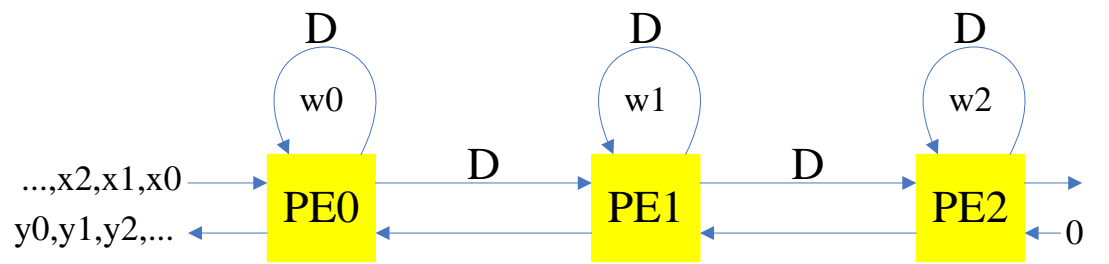 D D D
w0 w1 w2
...,x2,x1,x0 D D
PE0 PE1 PE2
y0,y1,y2,... 0